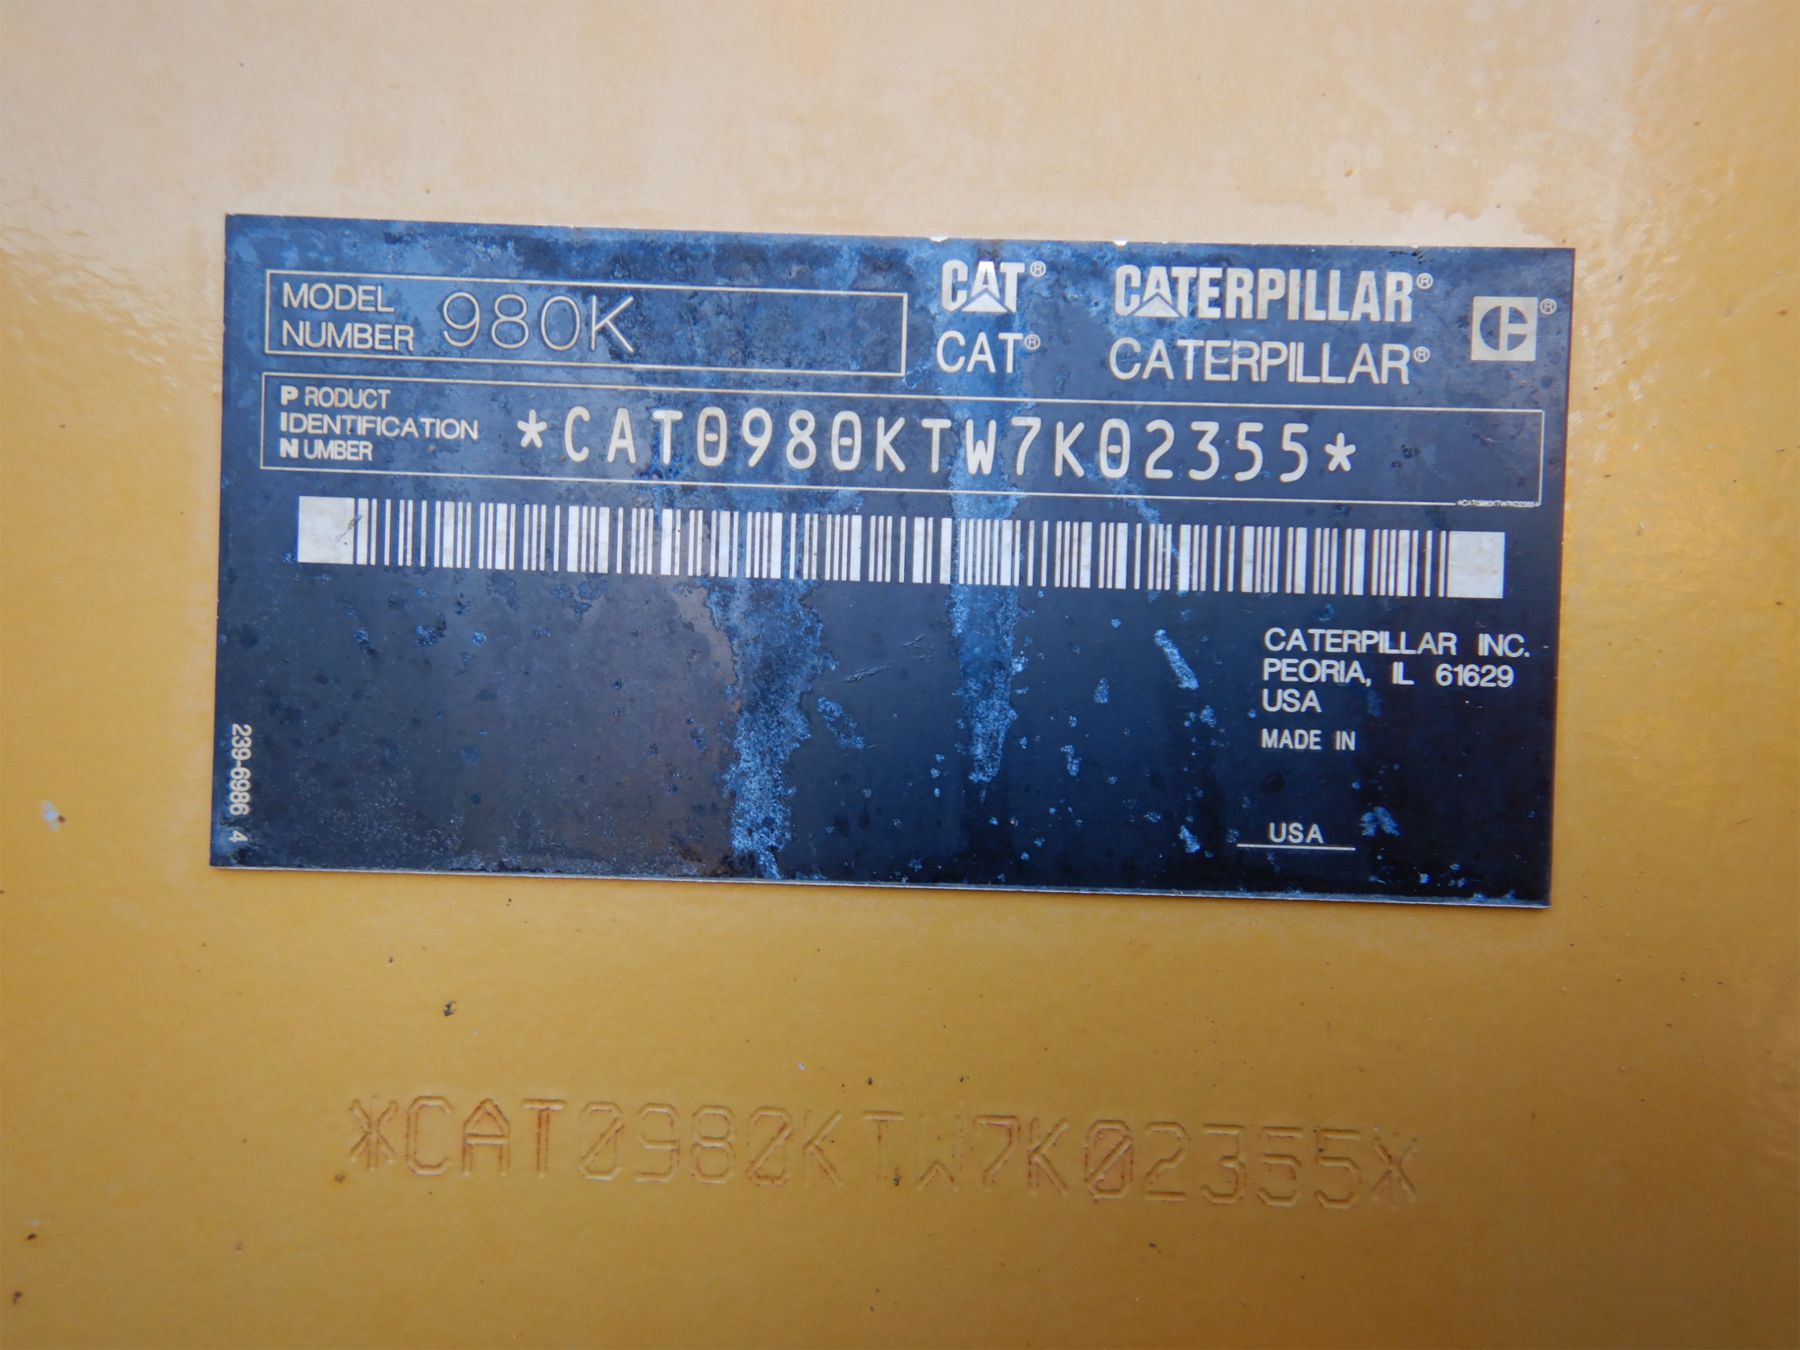 MODEL NUMBER 980K
CAT® CATERPILLAR®
CAT® CATERPILLAR®
PRODUCT IDENTIFICATION NUMBER *CAT0980KTW7K02355*
*CAT0980KTW7K02355*
CATERPILLAR INC.
PEORIA, IL 61629
USA
MADE IN
USA
239-6986 4
*CAT0980KTW7K02355*